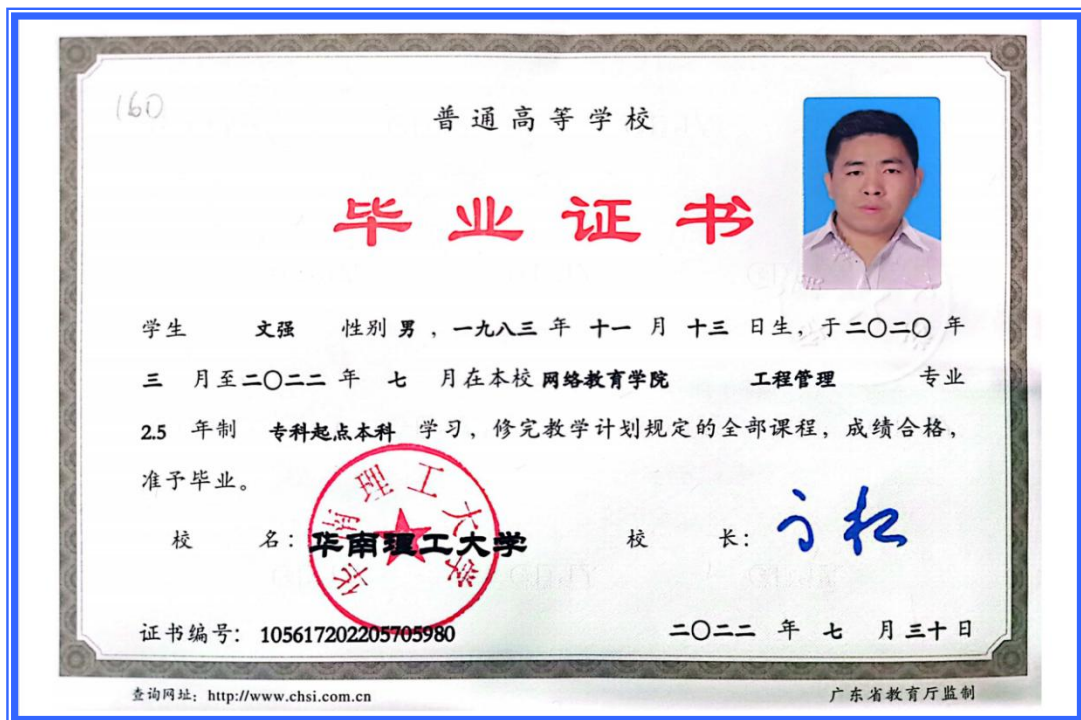 160
普通高等学校
毕业证书
学生 文强 性别 男 ，一九八三 年 十一 月 十三 日生，于二〇二〇年
三 月至二〇二二 年 七 月在本校 网络教育学院 工程管理 专业
2.5 年制 专科起点本科 学习，修完教学计划规定的全部课程，成绩合格，
准予毕业。
校 名：华南理工大学 校 长：
华南理工大学
证书编号：105617202205705980 二〇二二 年 七 月 三十 日
查询网址：http://www.chsi.com.cn 广东省教育厅监制